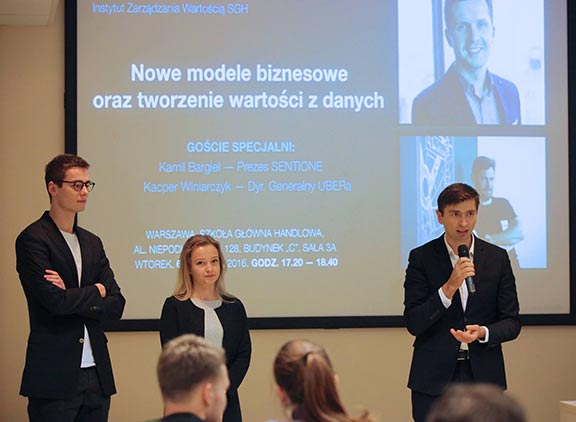 Instytut Zarządzania Wartością SGH
Nowe modele biznesowe
oraz tworzenie wartości z danych
GOŚCIE SPECJALNI:
Kamil Bargiel — Prezes SENTIONE
Kacper Winiarczyk — Dyr. Generalny UBERa
WARSZAWA, SZKOŁA GŁÓWNA HANDLOWA,
AL. 128, BUDYNEK „C”, SALA 3A
WTOREK, 2016. GODZ. 17.20 — 18.40